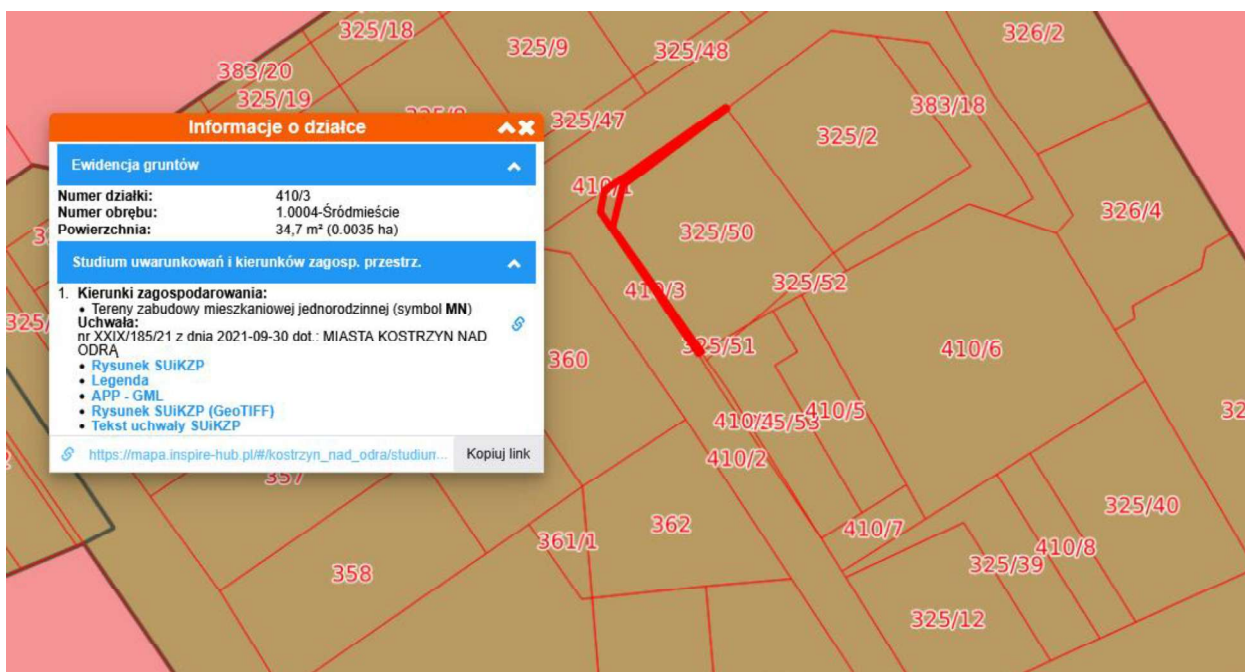 325/18
325/9
325/48
326/2
383/20
325/19
325/47
383/18
325/2
Informacje o działce
Ewidencja gruntów
Numer działki: 410/3
Numer obrębu: 1.0004-Śródmieście
Powierzchnia: 34,7 m² (0.0035 ha)
Studium uwarunkowań i kierunków zagosp. przestrz.
1. Kierunki zagospodarowania:
• Tereny zabudowy mieszkaniowej jednorodzinnej (symbol MN)
Uchwała:
nr XXIX/185/21 z dnia 2021-09-30 dot.: MIASTA KOSTRZYN NAD
ODRĄ
• Rysunek SUiKZP
• Legenda
• APP - GML
• Rysunek SUiKZP (GeoTIFF)
• Tekst uchwały SUiKZP
https://mapa.inspire-hub.pl/#/kostrzyn_nad_odra/studium...
Kopiuj link
410/1
326/4
325/50
325/52
410/3
325/51
410/6
360
410/5
410/2
357
325/40
362
410/7
361/1
410/8
325/39
358
325/12